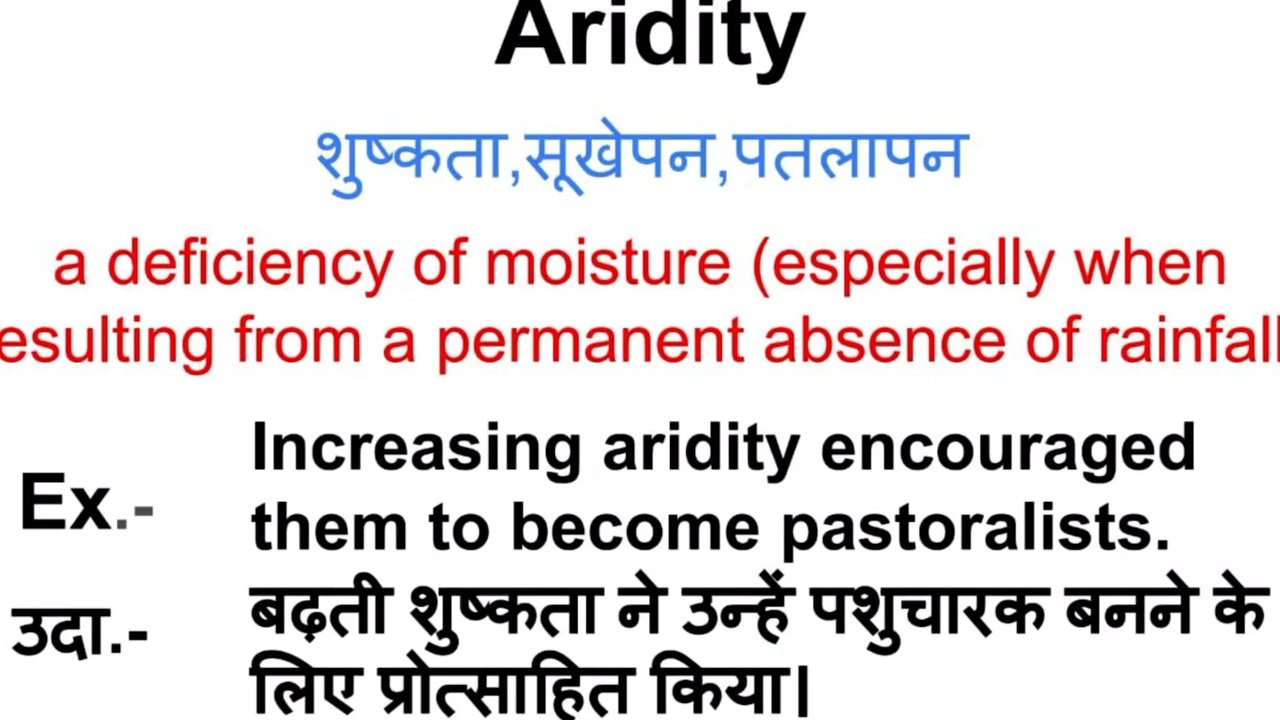 Aridity
शुष्कता,सूखेपन,पतलापन
a deficiency of moisture (especially when
esulting from a permanent absence of rainfall
Increasing aridity encouraged
Ex.-
them to become pastoralists.
बढ़ती शुष्कता ने उन्हें पशुचारक बनने के
उदा.-
लिए प्रोत्साहित किया।